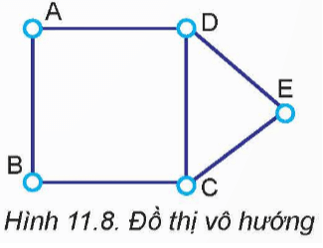 A
D
E
B
C
Hình 11.8. Đồ thị vô hướng